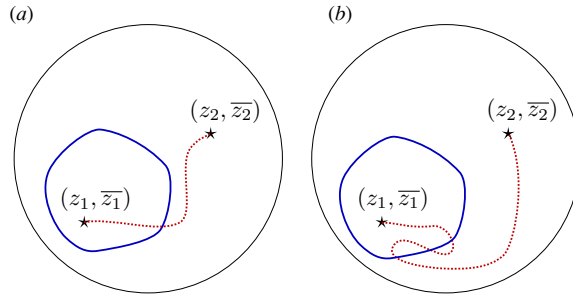 (a)
(b)
(z₁, z̅₁)
(z₂, z̅₂)
(z₁, z̅₁)
(z₂, z̅₂)